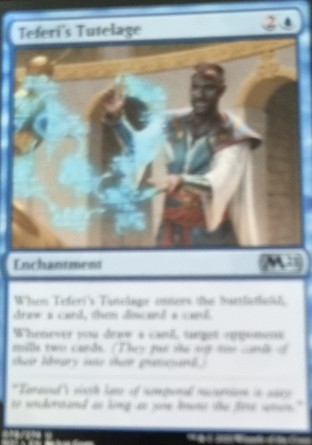 Teferi's Tutelage 2
Enchantment
M21
When Teferi's Tutelage enters the battlefield,
draw a card, then discard a card.
Whenever you draw a card, target opponent
mills two cards. (They put the top two cards of
their library into their graveyard.)
"Tarasud's sixth law of temporal recursion is easy
to understand as long as you know the first seven."